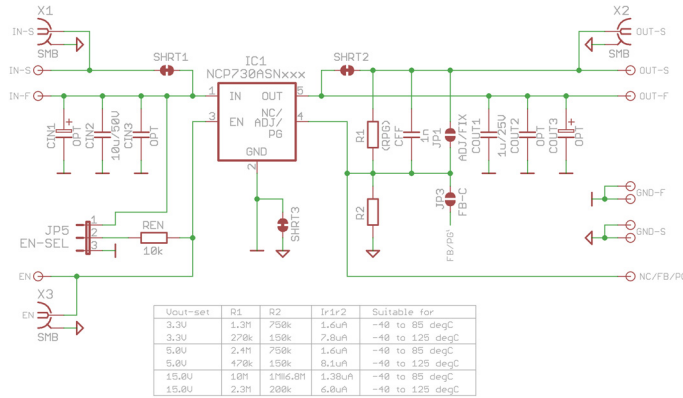 X1
X2
IN-S
OUT-S
SMB
SMB
IC1
SHRT1
NCP730ASNxxx
SHRT2
IN-S
OUT-S
IN-F
1
IN
OUT
5
OUT-F
3
EN
NC/
4
ADJ/
PG
GND
2
CIN1
OPT
CIN2
10u/50V
CIN3
OPT
R1
(RPG)
CFF
1n
JP1
ADJ/FIX
COUT1
1u/25V
COUT2
OPT
COUT3
OPT
GND-F
JP3
FB-C
R2
SHRT3
JP5
1
EN-SEL
2
3
REN
10k
FB/PG'
GND-S
EN
NC/FB/PG
X3
EN
SMB
Vout-set R1 R2 Ir1r2 Suitable for
3.3V 1.3M 750k 1.6uA -40 to 85 degC
3.3V 270k 150k 7.8uA -40 to 125 degC
5.0V 2.4M 750k 1.6uA -40 to 85 degC
5.0V 470k 150k 8.1uA -40 to 125 degC
15.0V 10M 1M||6.8M 1.38uA -40 to 85 degC
15.0V 2.3M 200k 6.0uA -40 to 125 degC